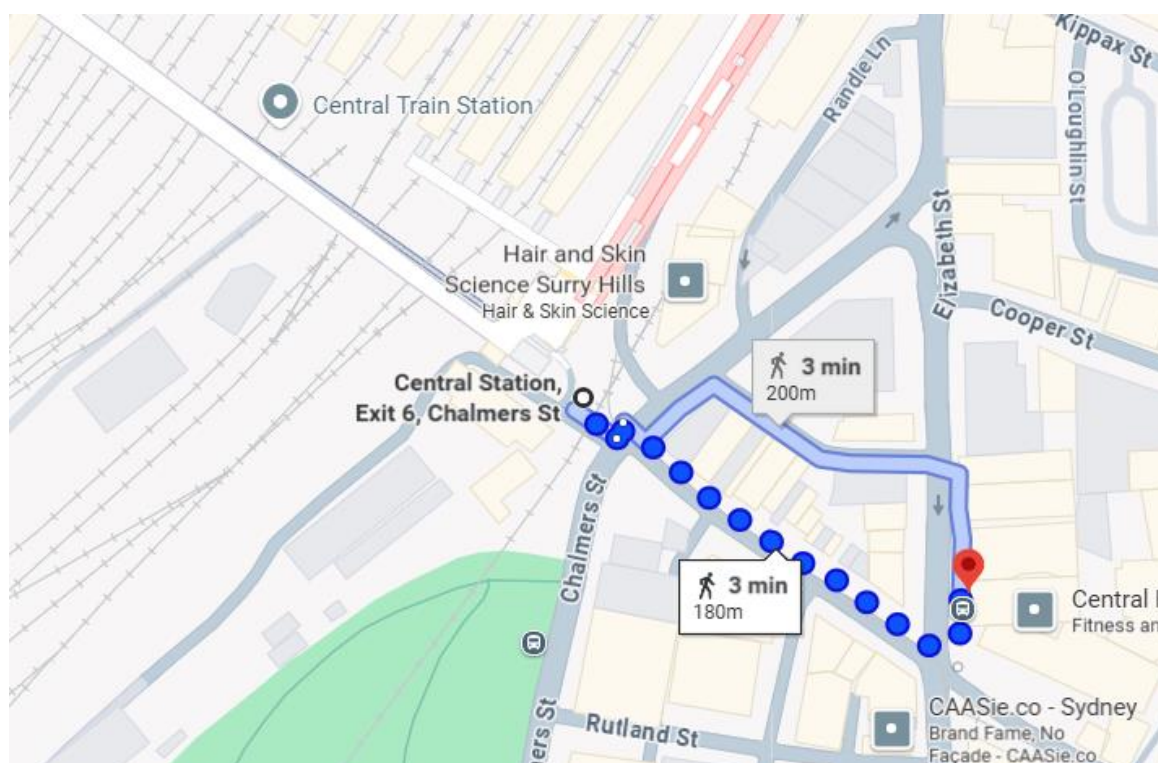 Kippax St
Randle Ln
Central Train Station
O'Loughlin St
Elizabeth St
Hair and Skin
Science Surry Hills
Hair & Skin Science
Cooper St
3 min
200m
Central Station,
Exit 6, Chalmers St
Chalmers St
3 min
180m
Central
Fitness an
CAASie.co - Sydney
Brand Fame, No
Façade - CAASie.co
Rutland St
ers St